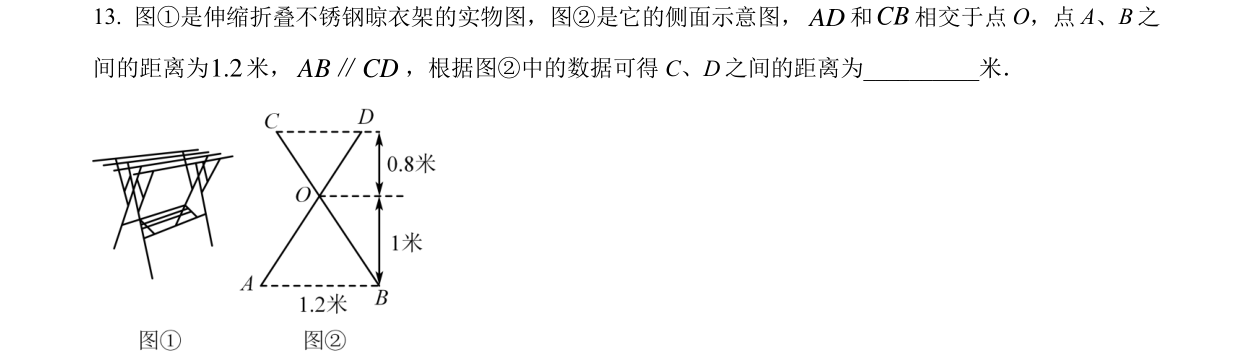 13. 图①是伸缩折叠不锈钢晾衣架的实物图，图②是它的侧面示意图， AD 和 CB 相交于点 O，点 A、B 之
间的距离为1.2 米， AB // CD ，根据图②中的数据可得 C、D 之间的距离为__________米．
C
D
0.8米
O
1米
A
B
1.2米
图①
图②